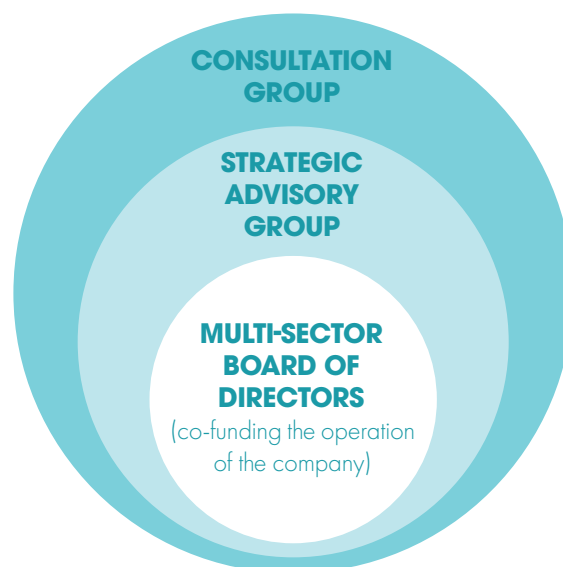 CONSULTATION
GROUP
STRATEGIC
ADVISORY
GROUP
MULTI-SECTOR
BOARD OF
DIRECTORS
(co-funding the operation
of the company)